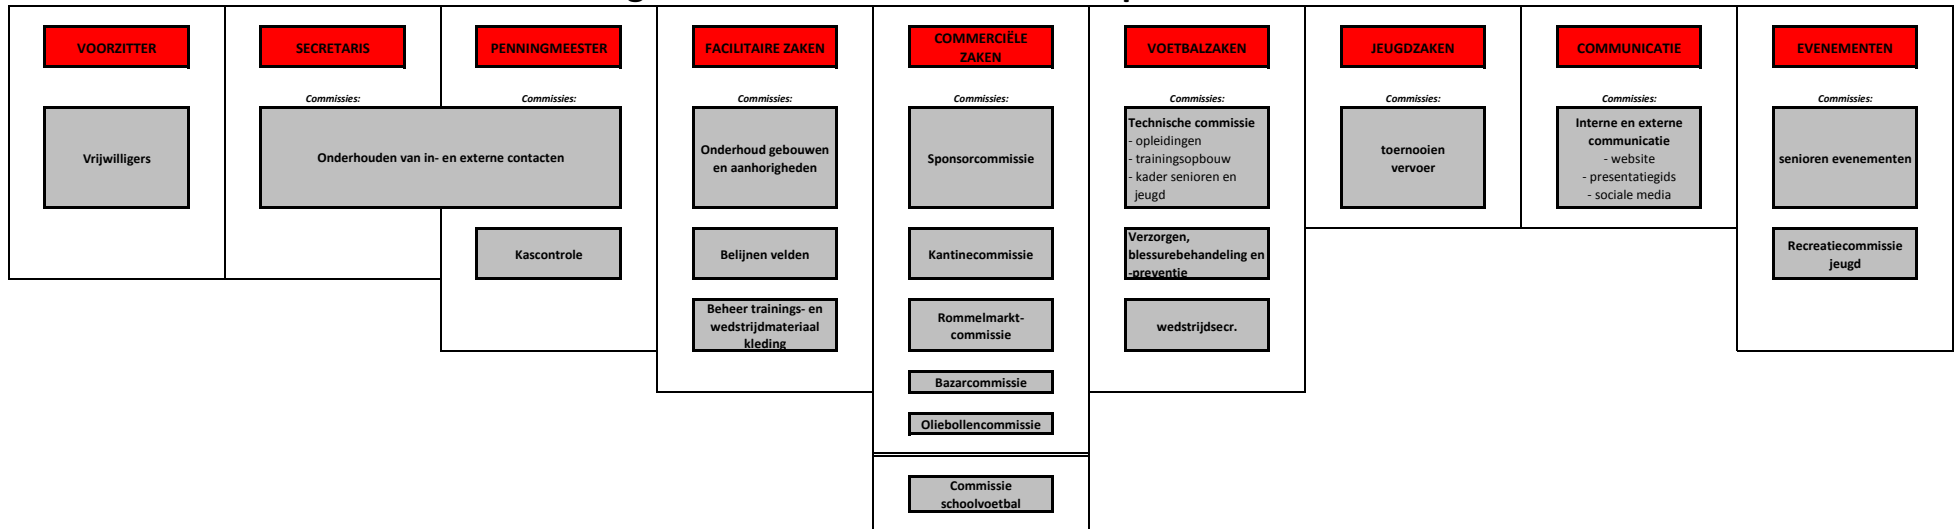 VOORZITTER
SECRETARIS
PENNINGMEESTER
FACILITAIRE ZAKEN
COMMERCIËLE
ZAKEN
VOETBALZAKEN
JEUGDZAKEN
COMMUNICATIE
EVENEMENTEN
Commissies:
Commissies:
Commissies:
Commissies:
Commissies:
Commissies:
Commissies:
Commissies:
Vrijwilligers
Onderhouden van in- en externe contacten
Onderhoud gebouwen
en aanhorigheden
Sponsorcommissie
Technische commissie
- opleidingen
- trainingsopbouw
- kader senioren en
jeugd
toernooien
vervoer
Interne en externe
communicatie
- website
- presentatiegids
- sociale media
senioren evenementen
Kascontrole
Belijnen velden
Kantinecommissie
Verzorgen,
blessurebehandeling en
-preventie
Recreatiecommissie
jeugd
Beheer trainings- en
wedstrijdmateriaal
kleding
Rommelmarkt-
commissie
wedstrijdsecr.
Bazarcommissie
Oliebollencommissie
Commissie
schoolvoetbal